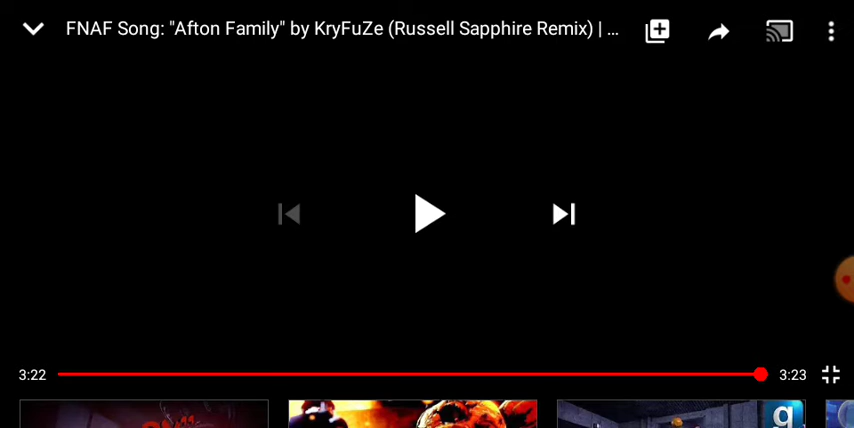 FNAF Song: "Afton Family" by KryFuZe (Russell Sapphire Remix) | ...
3:22
3:23
g